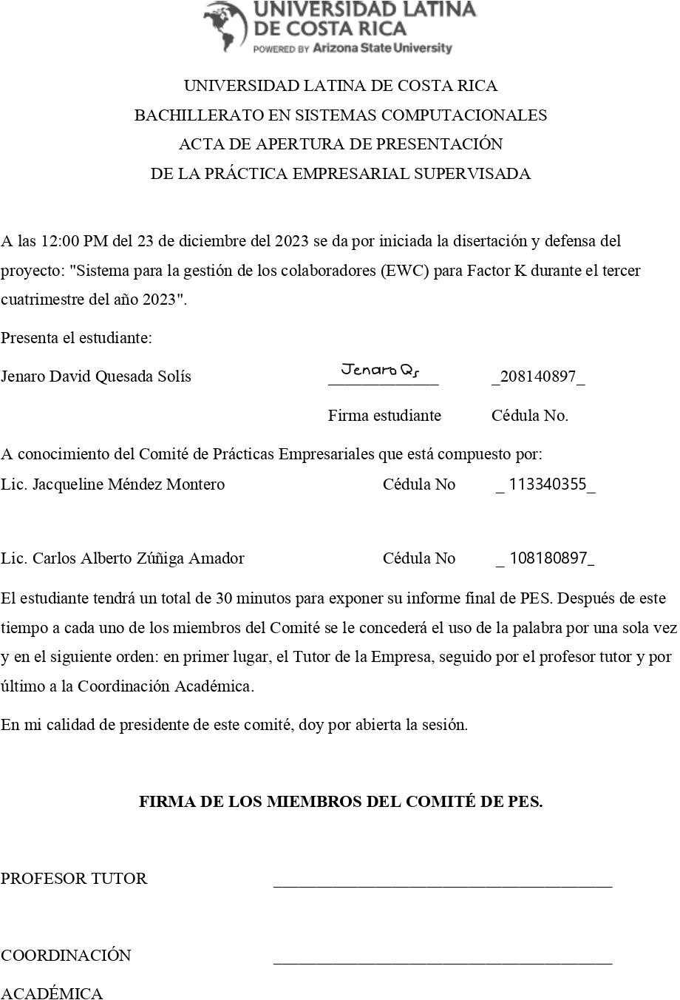 UNIVERSIDAD LATINA
DE COSTA RICA
POWERED BY Arizona State University
UNIVERSIDAD LATINA DE COSTA RICA
BACHILLERATO EN SISTEMAS COMPUTACIONALES
ACTA DE APERTURA DE PRESENTACIÓN
DE LA PRÁCTICA EMPRESARIAL SUPERVISADA
A las 12:00 PM del 23 de diciembre del 2023 se da por iniciada la disertación y defensa del
proyecto: "Sistema para la gestión de los colaboradores (EWC) para Factor K durante el tercer
cuatrimestre del año 2023".
Presenta el estudiante:
Jenaro David Quesada Solís Jenaro Qs _208140897_
Firma estudiante Cédula No.
A conocimiento del Comité de Prácticas Empresariales que está compuesto por:
Lic. Jacqueline Méndez Montero Cédula No _ 113340355_
Lic. Carlos Alberto Zúñiga Amador Cédula No _ 108180897_
El estudiante tendrá un total de 30 minutos para exponer su informe final de PES. Después de este
tiempo a cada uno de los miembros del Comité se le concederá el uso de la palabra por una sola vez
y en el siguiente orden: en primer lugar, el Tutor de la Empresa, seguido por el profesor tutor y por
último a la Coordinación Académica.
En mi calidad de presidente de este comité, doy por abierta la sesión.
FIRMA DE LOS MIEMBROS DEL COMITÉ DE PES.
PROFESOR TUTOR ________________________________________
COORDINACIÓN ________________________________________
ACADÉMICA